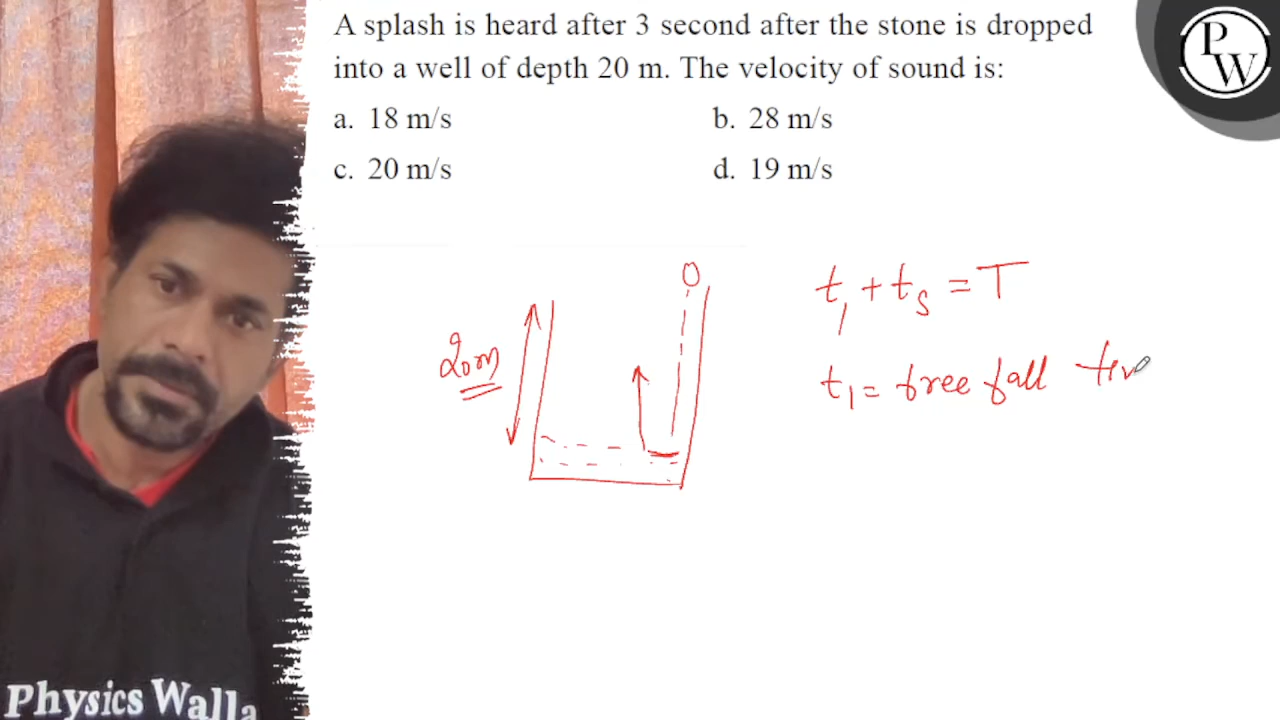 A splash is heard after 3 second after the stone is dropped
into a well of depth 20 m. The velocity of sound is:
a. 18 m/s
b. 28 m/s
c. 20 m/s
d. 19 m/s
PW
20m
t₁ + tₛ = T
t₁ = free fall
Physics Walla